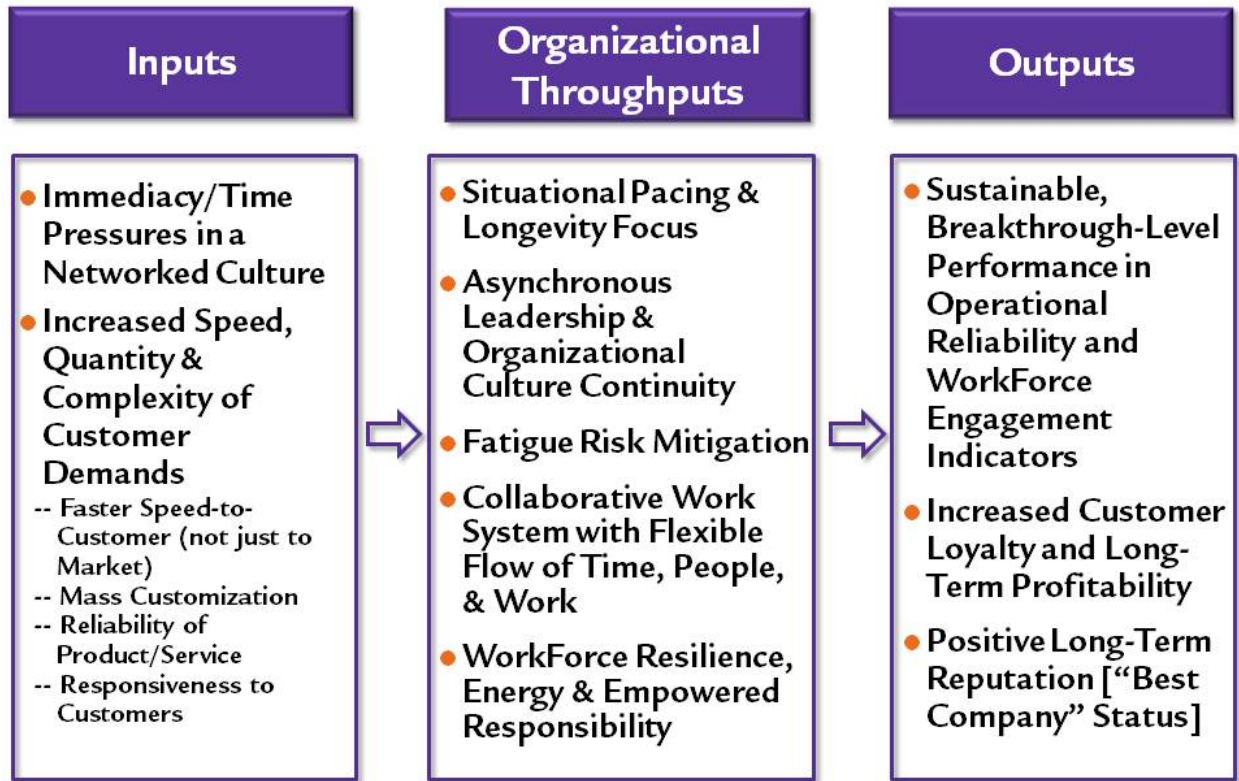 Inputs
Organizational
Throughputs
Outputs
• Immediacy/Time
Pressures in a
Networked Culture
• Increased Speed,
Quantity &
Complexity of
Customer
Demands
-- Faster Speed-to-
Customer (not just to
Market)
-- Mass Customization
-- Reliability of
Product/Service
-- Responsiveness to
Customers
• Situational Pacing &
Longevity Focus
• Asynchronous
Leadership &
Organizational
Culture Continuity
• Fatigue Risk Mitigation
• Collaborative Work
System with Flexible
Flow of Time, People,
& Work
• WorkForce Resilience,
Energy & Empowered
Responsibility
• Sustainable,
Breakthrough-Level
Performance in
Operational
Reliability and
WorkForce
Engagement
Indicators
• Increased Customer
Loyalty and Long-
Term Profitability
• Positive Long-Term
Reputation [“Best
Company” Status]